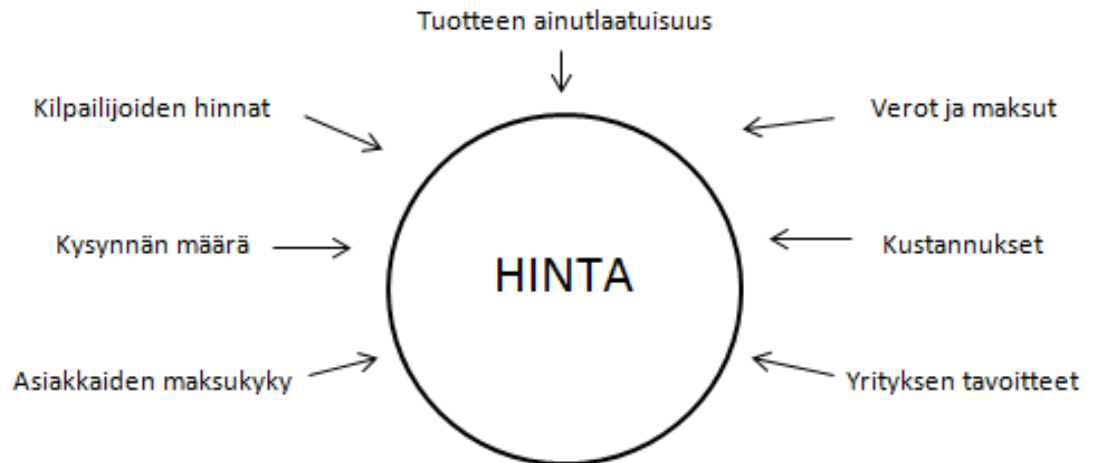 Tuotteen ainutlaatuisuus
Kilpailijoiden hinnat
Verot ja maksut
Kysynnän määrä
Kustannukset
HINTA
Asiakkaiden maksukyky
Yrityksen tavoitteet